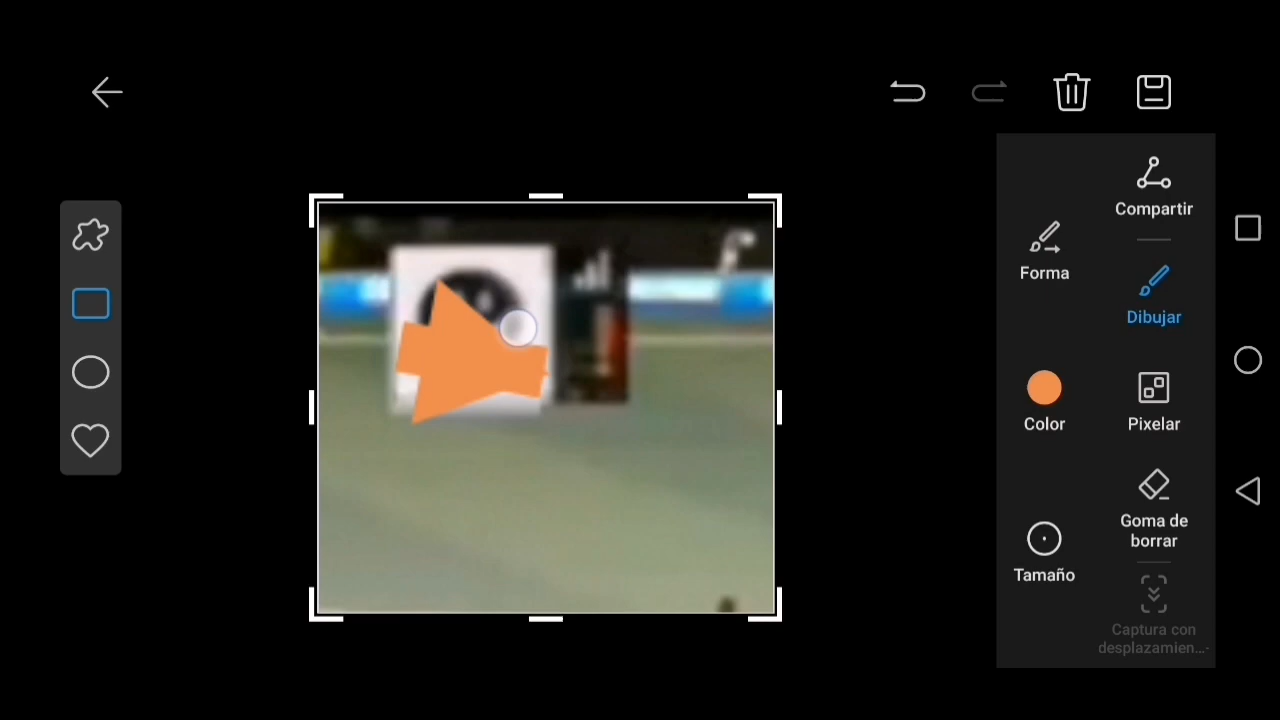 Compartir
Forma
Dibujar
Color
Pixelar
Goma de
borrar
Tamaño
Captura con
desplazamien...